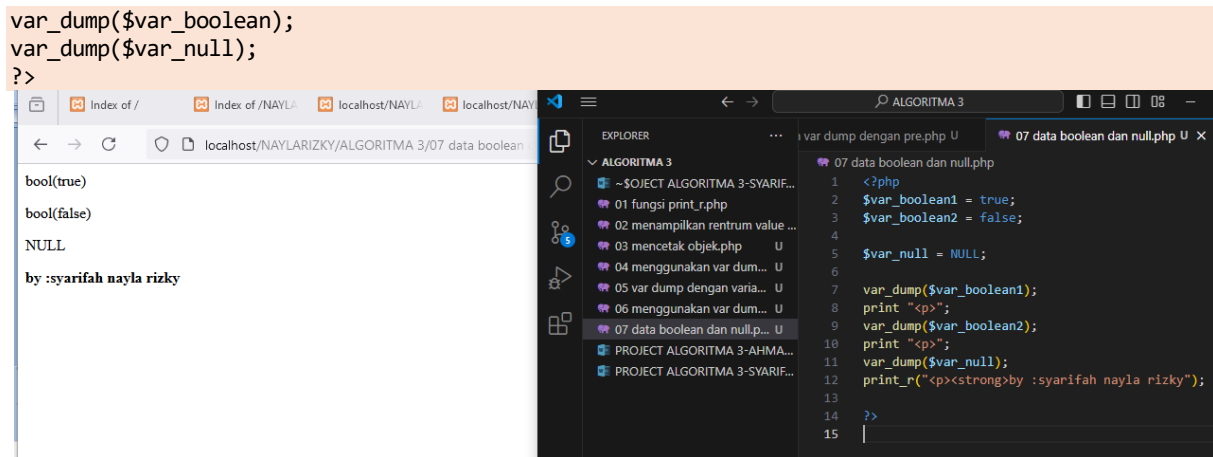 var_dump($var_boolean);
var_dump($var_null);
?>
Index of /
Index of /NAYLA
localhost/NAYLA
localhost/NAYL
localhost/NAYLARIZKY/ALGORITMA 3/07 data boolean
bool(true)
bool(false)
NULL
by :syarifah nayla rizky
ALGORITMA 3
EXPLORER
ALGORITMA 3
~$OJECT ALGORITMA 3-SYARIF...
01 fungsi print_r.php
02 menampilkan rentrum value ...
03 mencetak objek.php U
04 menggunakan var dum... U
05 var dump dengan varia... U
06 menggunakan var dum... U
07 data boolean dan null.p... U
PROJECT ALGORITMA 3-AHMA...
PROJECT ALGORITMA 3-SYARIF...
5
var dump dengan pre.php U
07 data boolean dan null.php U
07 data boolean dan null.php
1 <?php
2 $var_boolean1 = true;
3 $var_boolean2 = false;
4
5 $var_null = NULL;
6
7 var_dump($var_boolean1);
8 print "<p>";
9 var_dump($var_boolean2);
10 print "<p>";
11 var_dump($var_null);
12 print_r("<p><strong>by :syarifah nayla rizky");
13
14 ?>
15